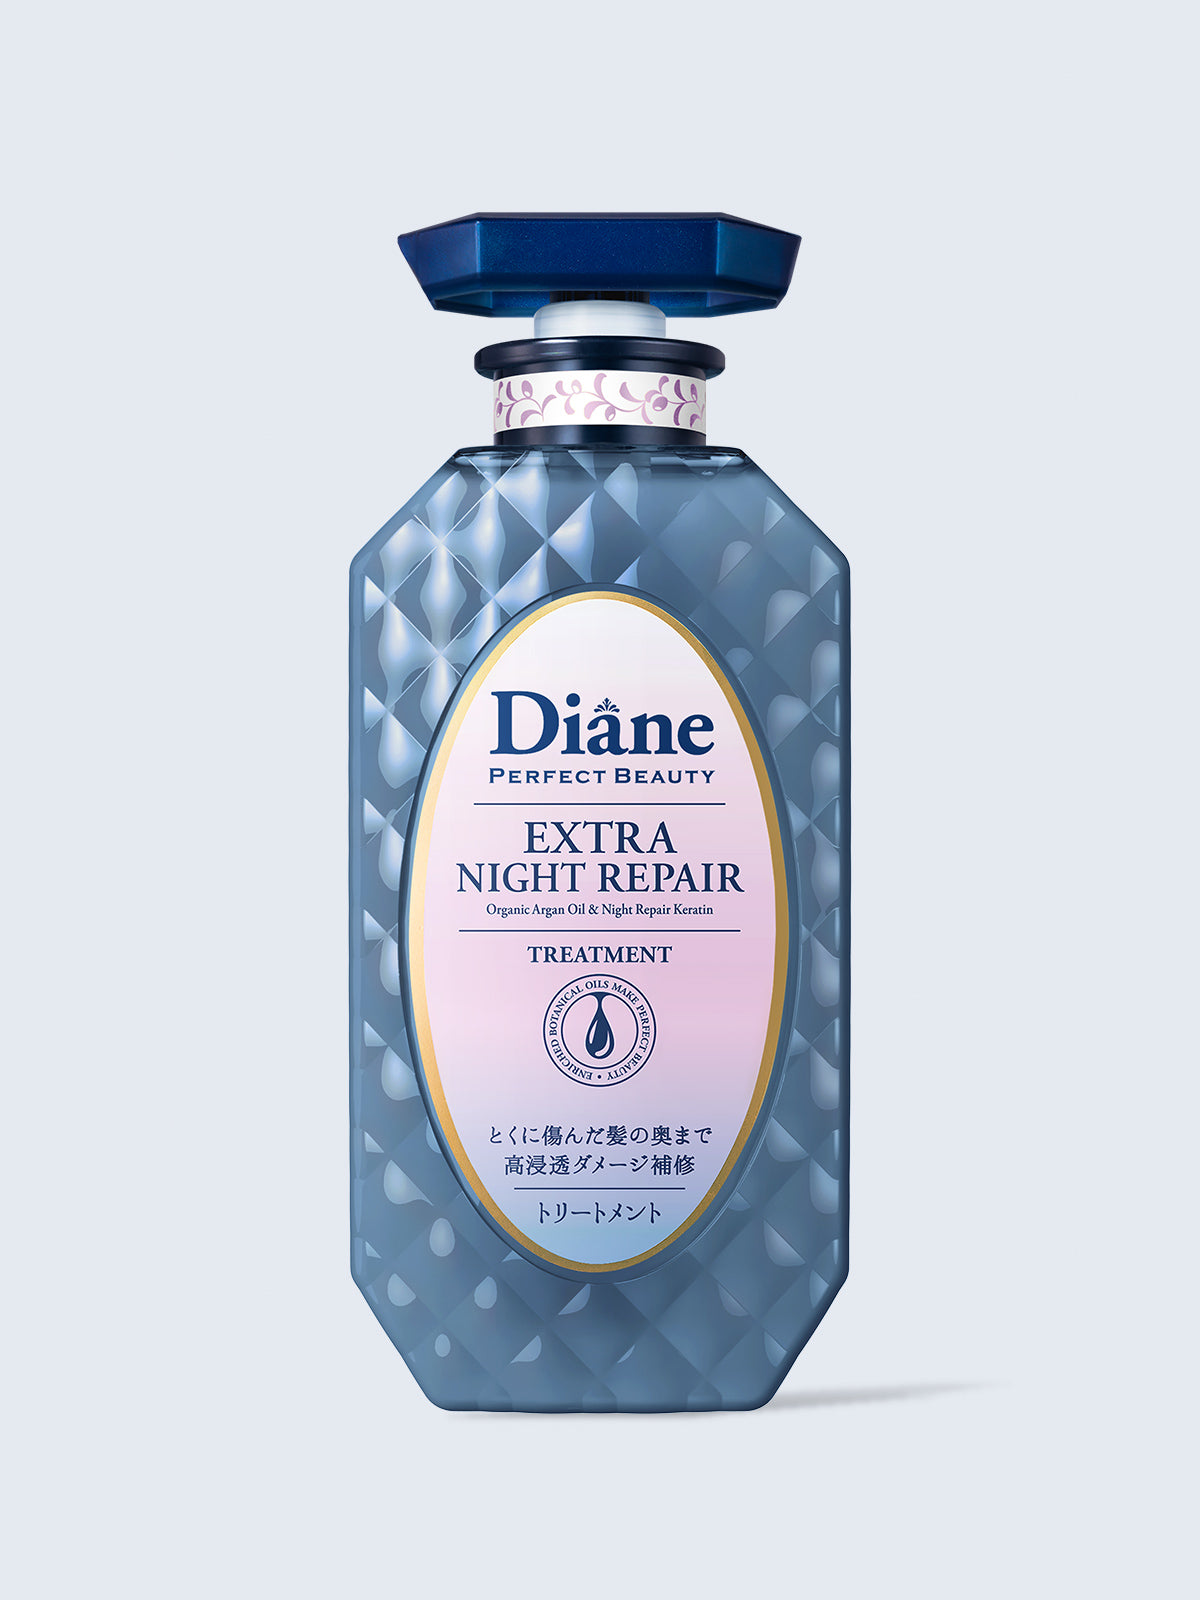 Diane
PERFECT BEAUTY
EXTRA
NIGHT REPAIR
Organic Argan Oil & Night Repair Keratin
TREATMENT
ENRICHED BOTANICAL OILS MAKE PERFECT BEAUTY •
とくに傷んだ髪の奥まで
高浸透ダメージ補修
トリートメント